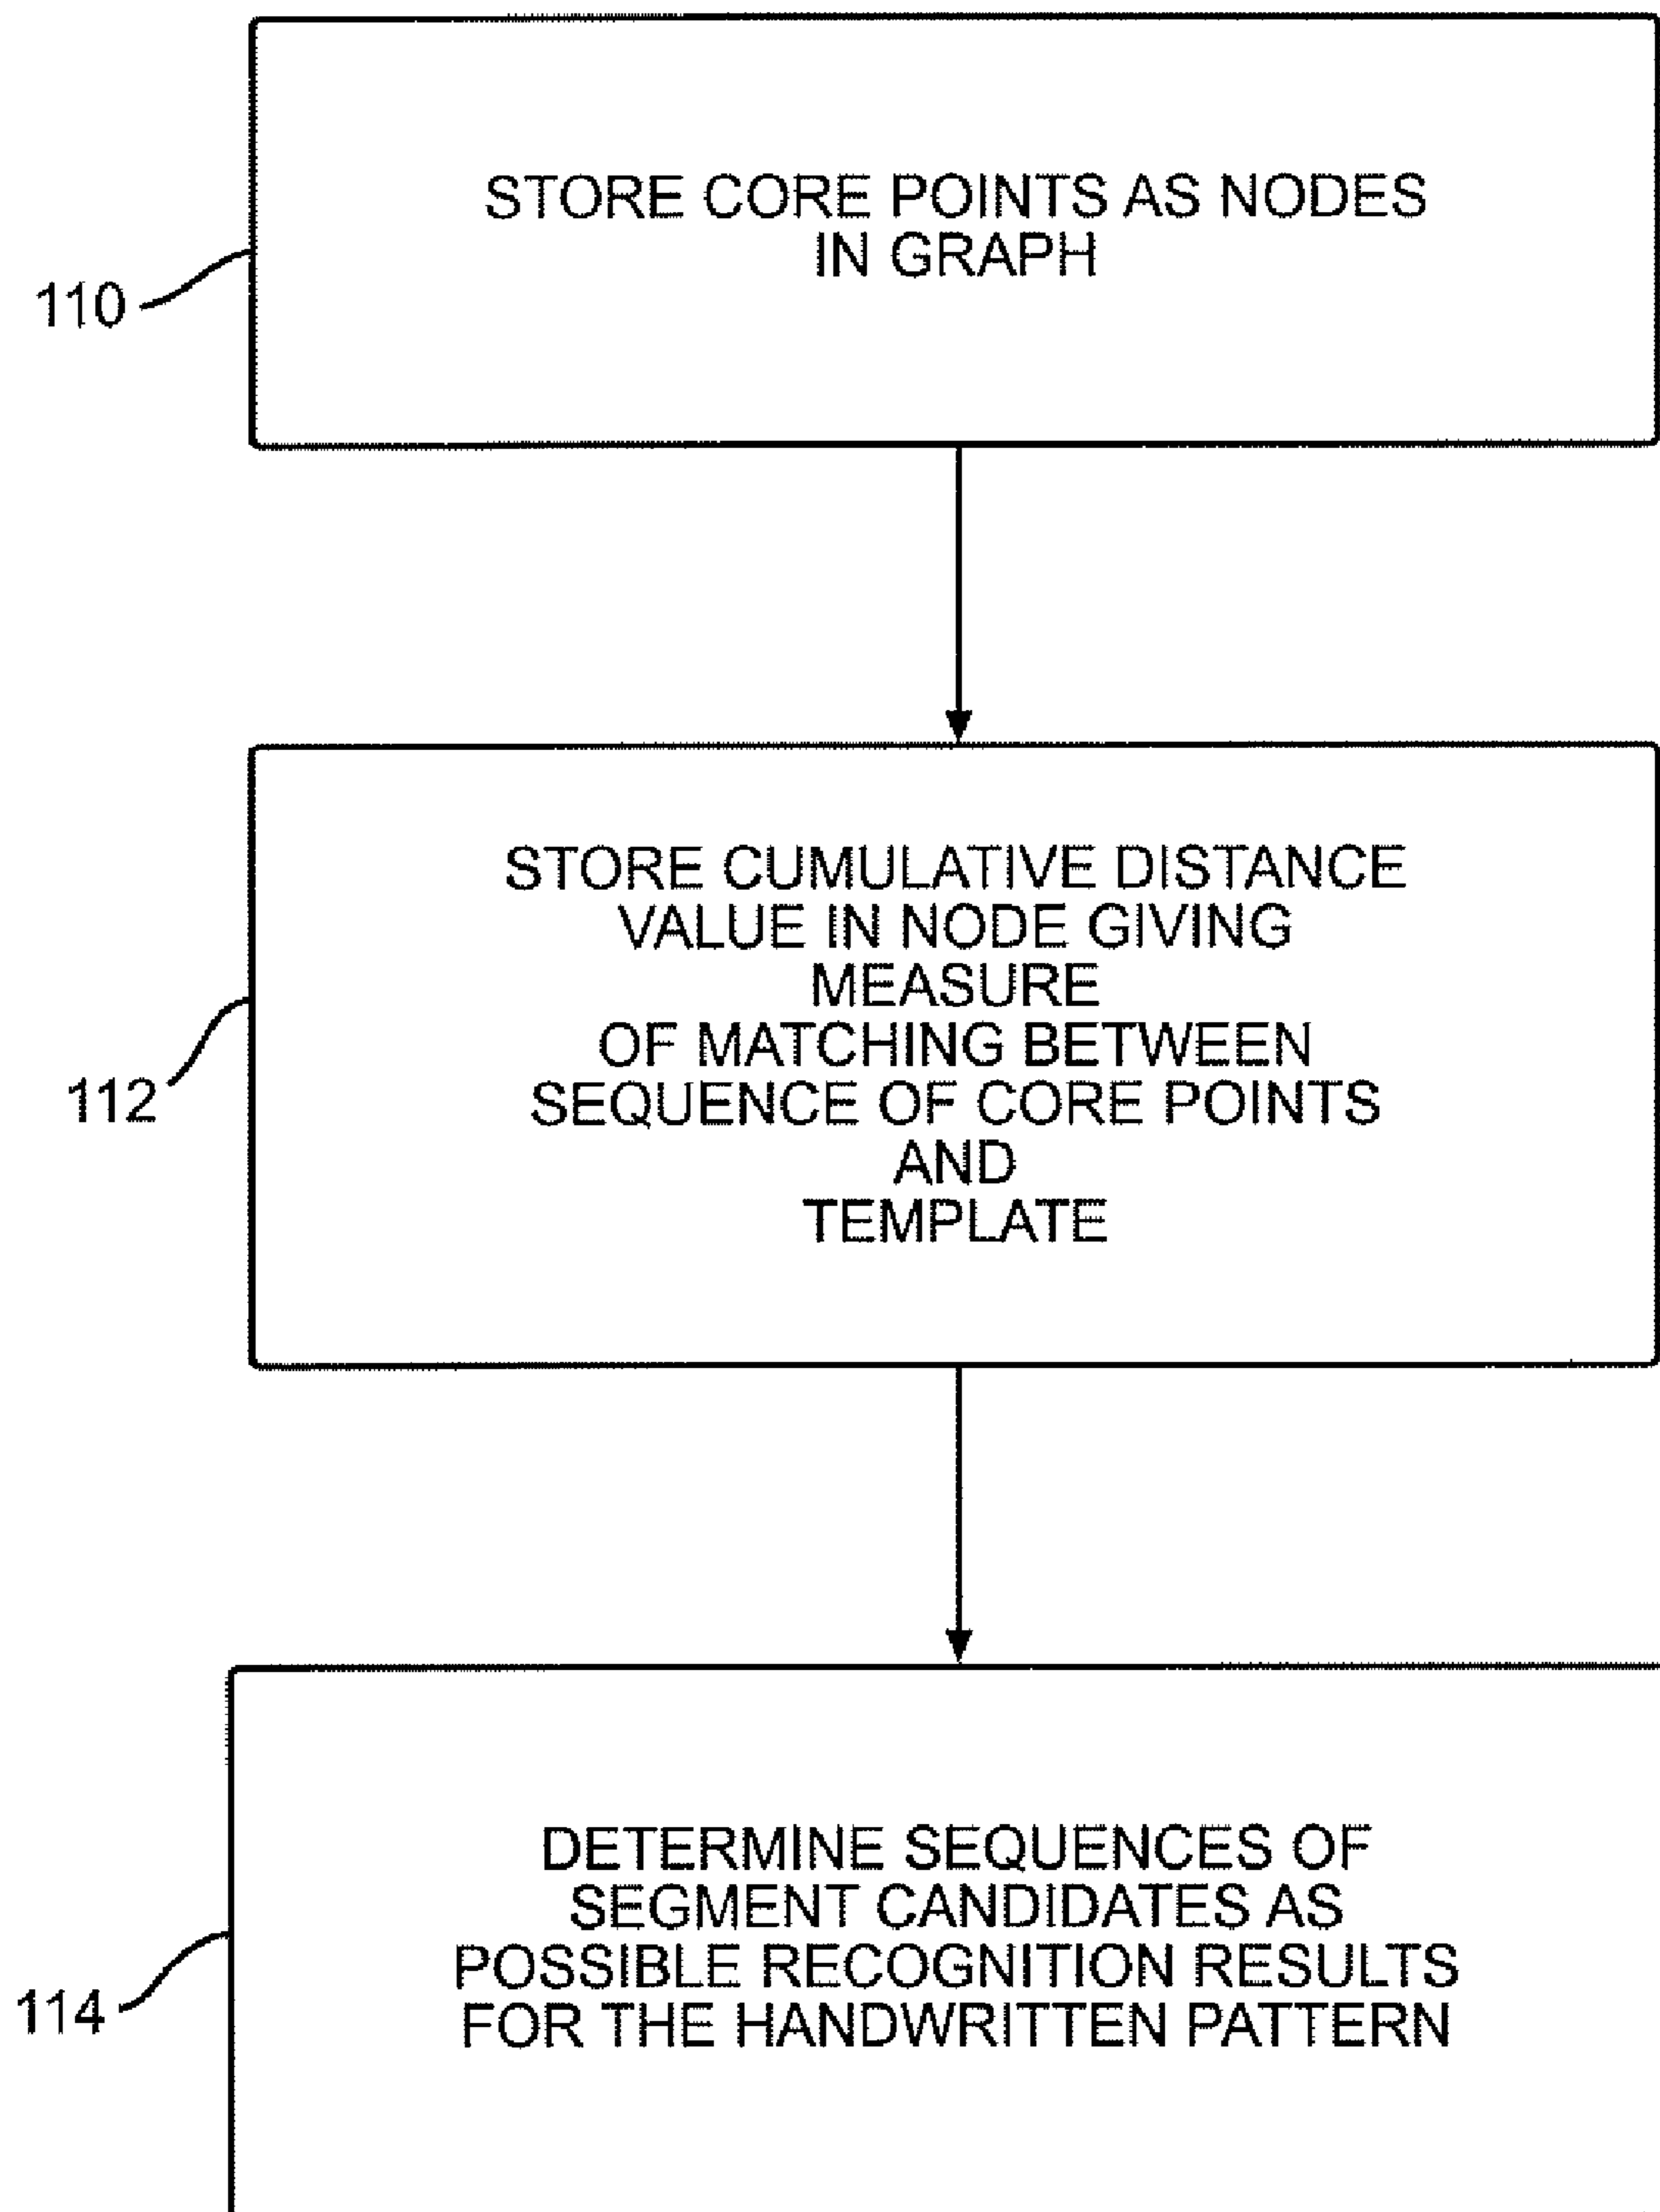 STORE CORE POINTS AS NODES
IN GRAPH
110
STORE CUMULATIVE DISTANCE
VALUE IN NODE GIVING
MEASURE
OF MATCHING BETWEEN
SEQUENCE OF CORE POINTS
AND
TEMPLATE
112
DETERMINE SEQUENCES OF
SEGMENT CANDIDATES AS
POSSIBLE RECOGNITION RESULTS
FOR THE HANDWRITTEN PATTERN
114